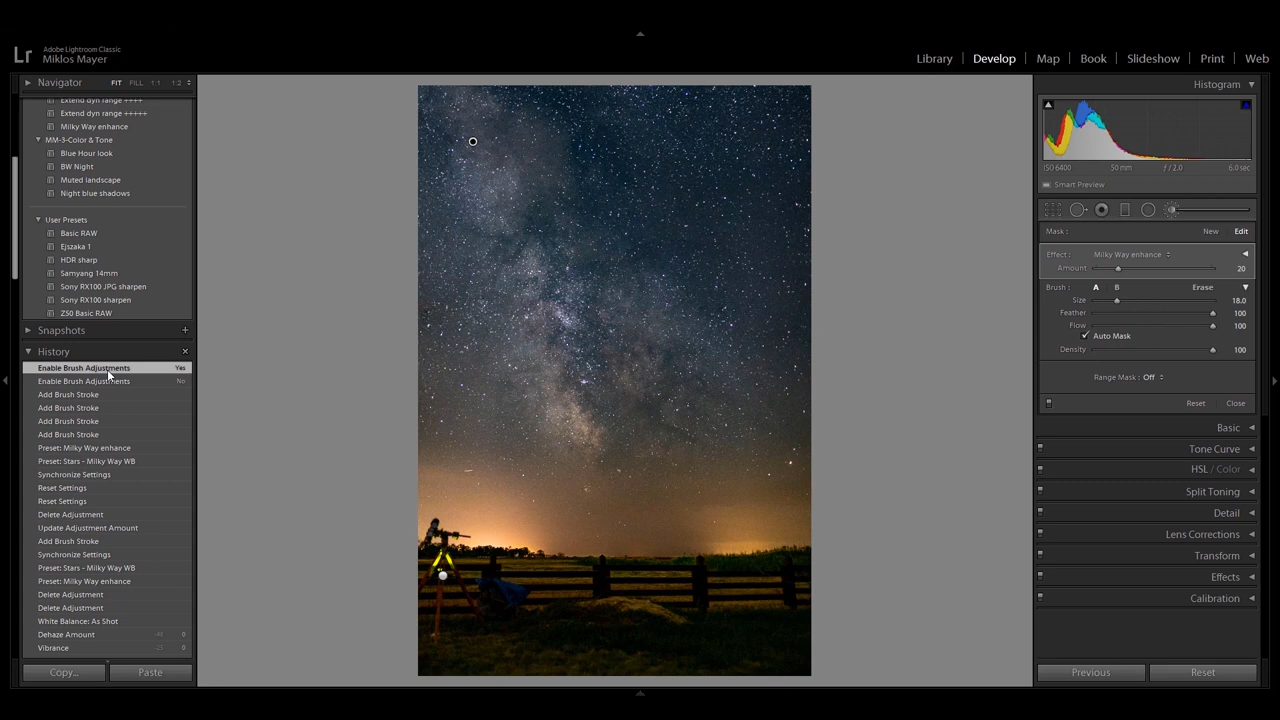 Lr
Adobe Lightroom Classic
Miklos Mayer
Library | Develop | Map | Book | Slideshow | Print | Web
Navigator FIT FILL 1:1 1:2
Extend dyn range ++++
Extend dyn range +++++
Milky Way enhance
MM-3-Color & Tone
Blue Hour look
BW Night
Muted landscape
Night blue shadows
User Presets
Basic RAW
Ejszaka 1
HDR sharp
Samyang 14mm
Sony RX100 JPG sharpen
Sony RX100 sharpen
Z50 Basic RAW
Snapshots +
History
Enable Brush Adjustments Yes
Enable Brush Adjustments No
Add Brush Stroke
Add Brush Stroke
Add Brush Stroke
Add Brush Stroke
Preset: Milky Way enhance
Preset: Stars - Milky Way WB
Synchronize Settings
Reset Settings
Reset Settings
Delete Adjustment
Update Adjustment Amount
Add Brush Stroke
Synchronize Settings
Preset: Stars - Milky Way WB
Preset: Milky Way enhance
Delete Adjustment
Delete Adjustment
White Balance: As Shot
Dehaze Amount 0
Vibrance 0
Copy... Paste
Histogram
ISO 6400 50 mm ƒ / 2.0 6.0 sec
Smart Preview
Mask : New Edit
Effect : Milky Way enhance
Amount 20
Brush : A B Erase
Size 18.0
Feather 100
Flow 100
Auto Mask
Density 100
Range Mask : Off
Reset Close
Basic
Tone Curve
HSL / Color
Split Toning
Detail
Lens Corrections
Transform
Effects
Calibration
Previous Reset